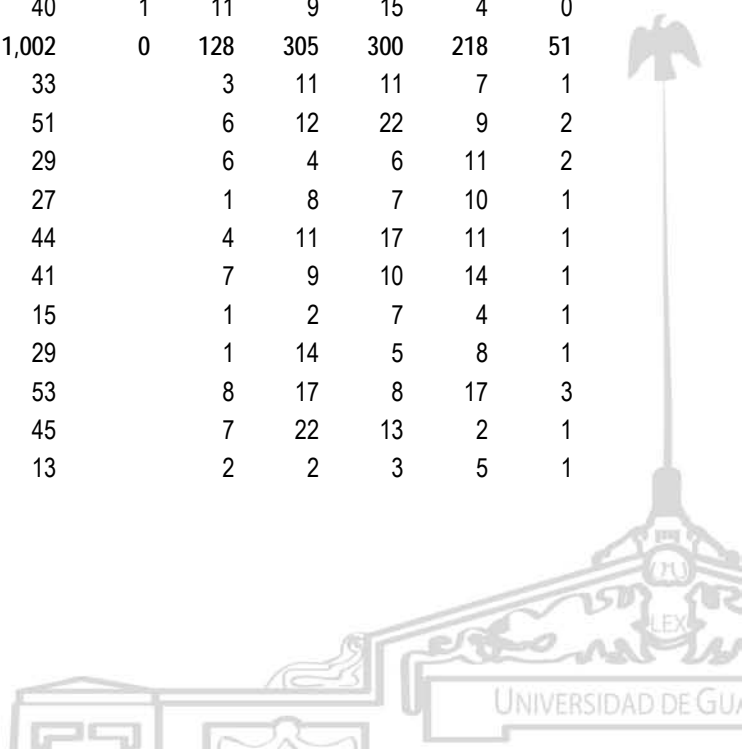 40 1 11 9 15 4 0
1,002 0 128 305 300 218 51
33 3 11 11 7 1
51 6 12 22 9 2
29 6 4 6 11 2
27 1 8 7 10 1
44 4 11 17 11 1
41 7 9 10 14 1
15 1 2 7 4 1
29 1 14 5 8 1
53 8 17 8 17 3
45 7 22 13 2 1
13 2 2 3 5 1
LEX
UNIVERSIDAD DE GUA